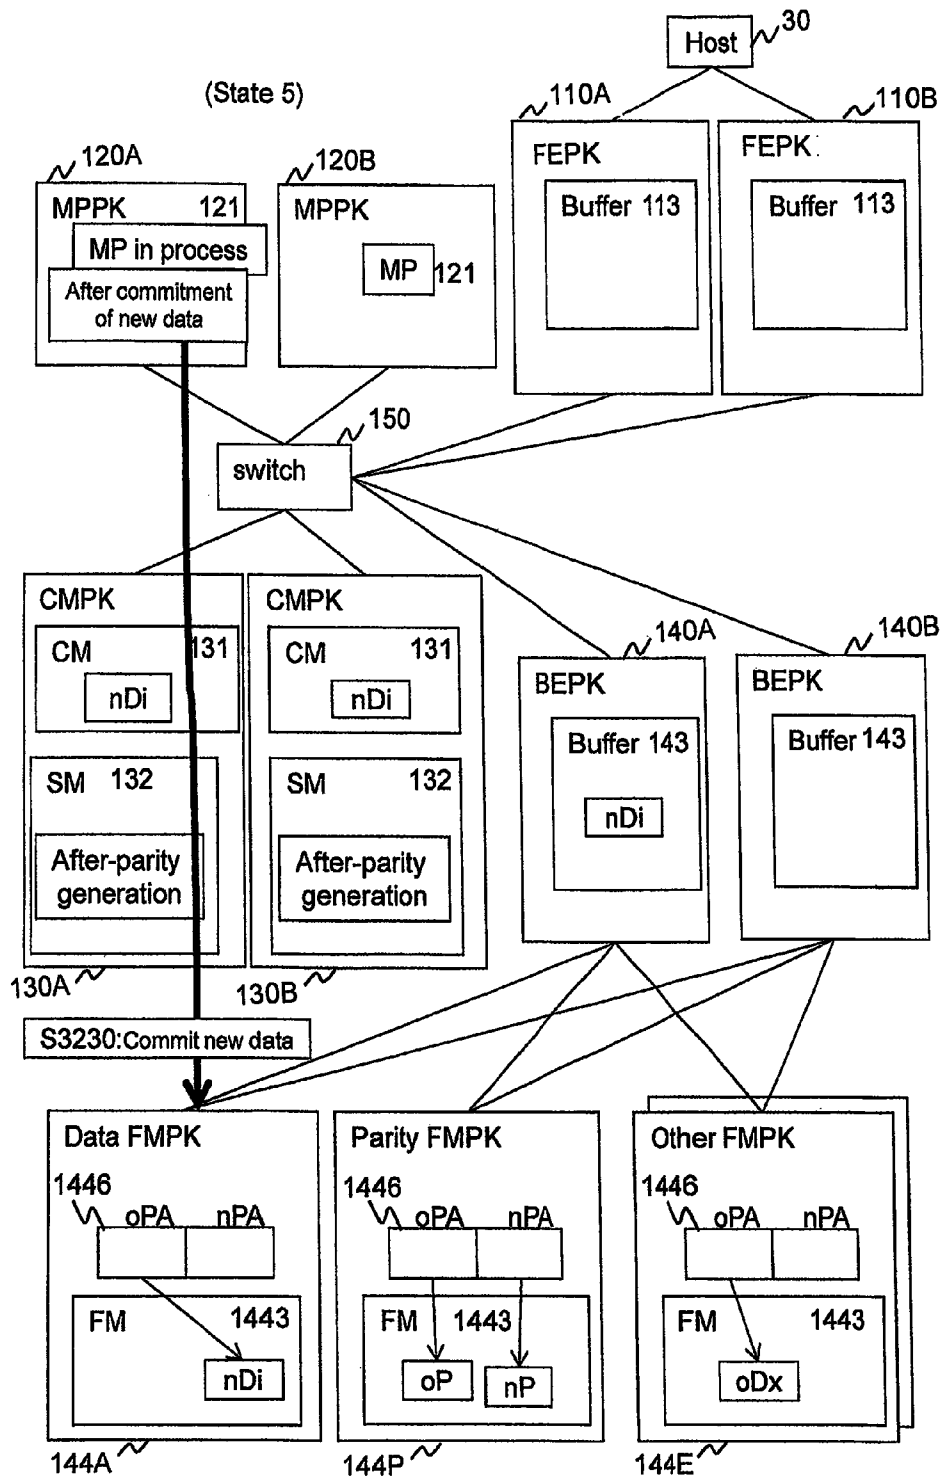 Host
30
(State 5)
110A
110B
120A
120B
FEPK
Buffer 113
FEPK
Buffer 113
MPPK 121
MP in process
After commitment
of new data
MPPK
MP 121
150
switch
CMPK
CM 131
nDi
SM 132
After-parity
generation
130A
CMPK
CM 131
nDi
SM 132
After-parity
generation
130B
140A
BEPK
Buffer 143
nDi
140B
BEPK
Buffer 143
S3230:Commit new data
Data FMPK
1446
oPA nPA
FM 1443
nDi
144A
Parity FMPK
1446
oPA nPA
FM 1443
oP nP
144P
Other FMPK
1446
oPA nPA
FM 1443
oDx
144E